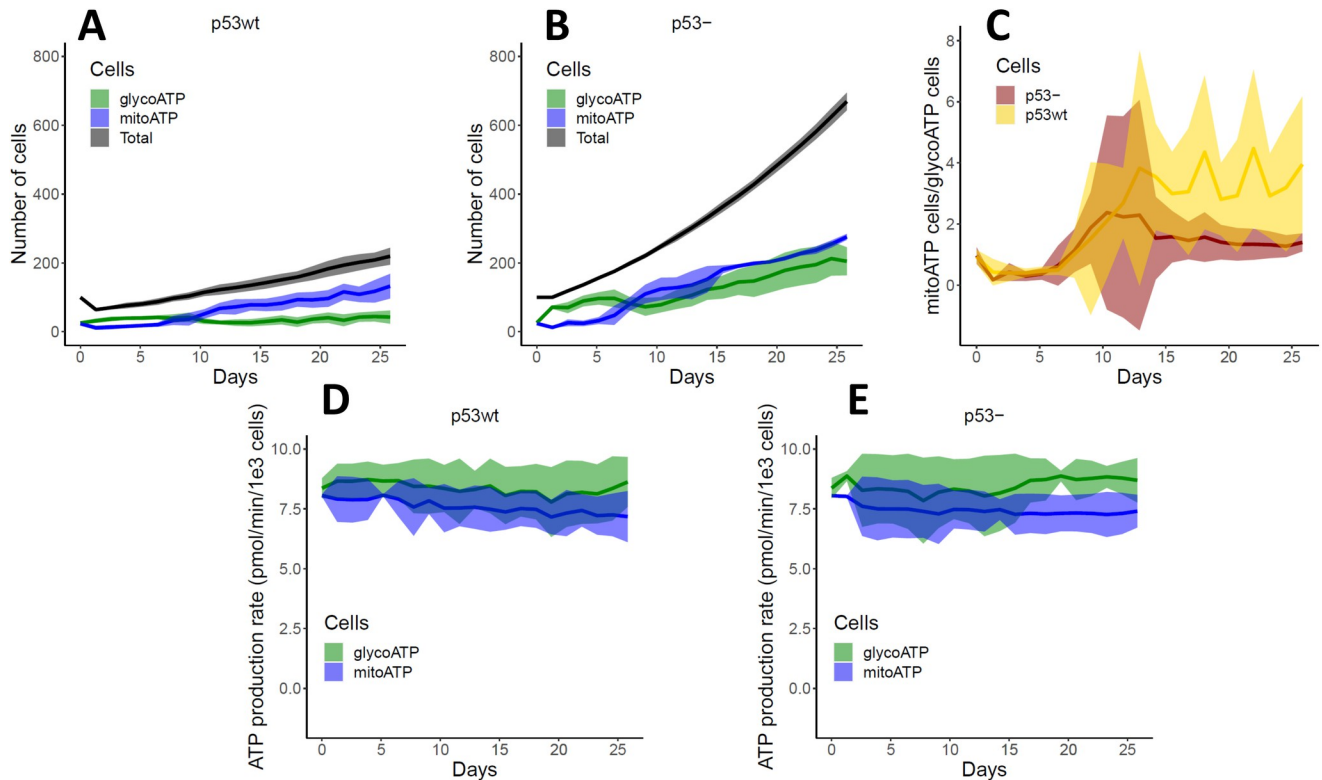 A
p53wt
Number of cells
800
600
400
200
0
Cells
glycoATP
mitoATP
Total
0 5 10 15 20 25
Days
B
p53−
Number of cells
800
600
400
200
0
Cells
glycoATP
mitoATP
Total
0 5 10 15 20 25
Days
C
mitoATP cells/glycoATP cells
8
6
4
2
0
Cells
p53−
p53wt
0 5 10 15 20 25
Days
D
p53wt
ATP production rate (pmol/min/1e3 cells)
10.0
7.5
5.0
2.5
0.0
Cells
glycoATP
mitoATP
0 5 10 15 20 25
Days
E
p53−
ATP production rate (pmol/min/1e3 cells)
10.0
7.5
5.0
2.5
0.0
Cells
glycoATP
mitoATP
0 5 10 15 20 25
Days